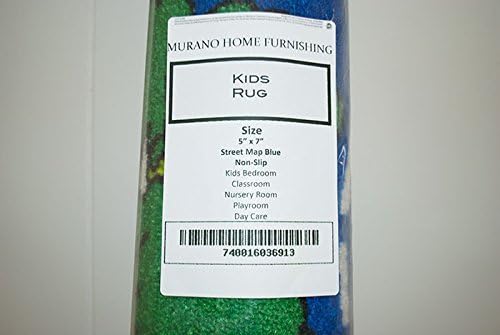 MURANO HOME FURNISHING
KIDS
RUG
Size
5" x 7"
Street Map Blue
Non-Slip
Kids Bedroom
Classroom
Nursery Room
Playroom
Day Care
740016036913